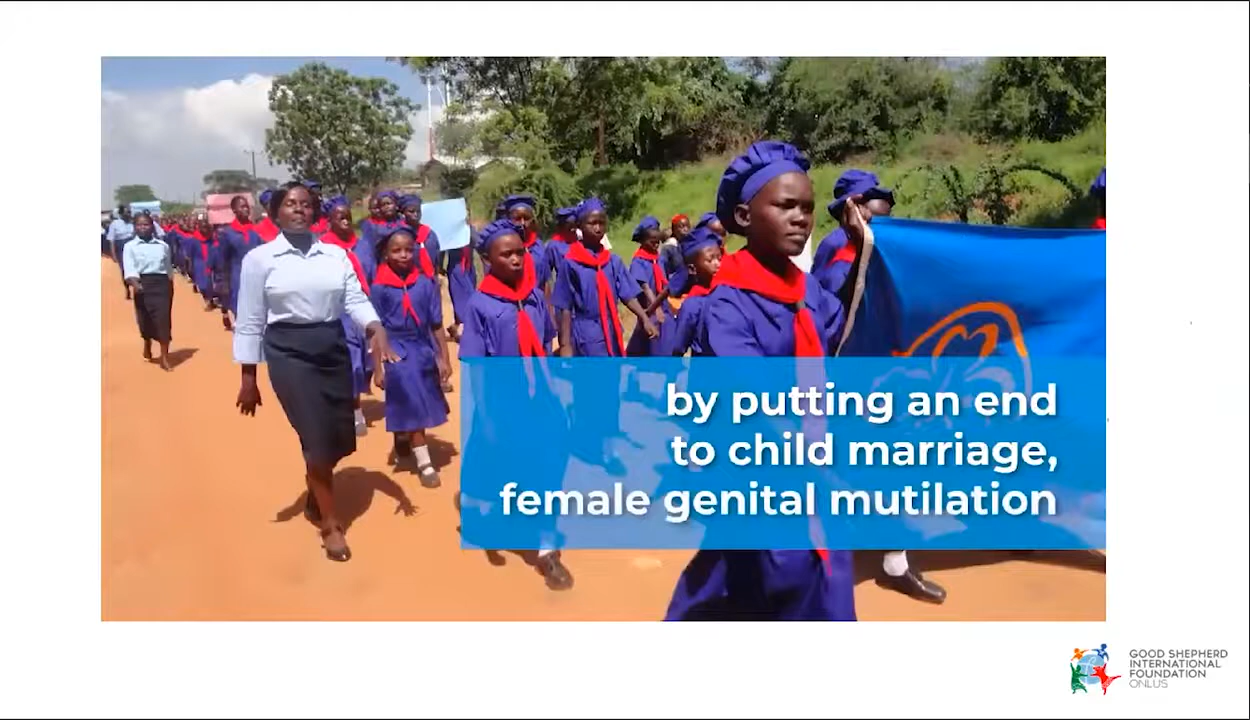 by putting an end
to child marriage,
female genital mutilation
GOOD SHEPHERD
INTERNATIONAL
FOUNDATION
ONLUS